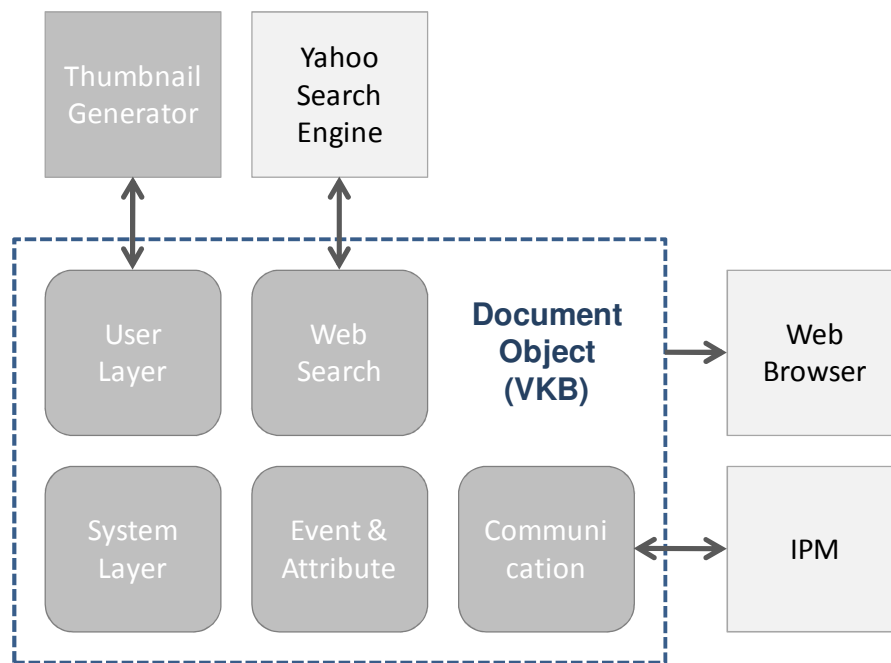 Thumbnail
Generator
Yahoo
Search
Engine
User
Layer
Web
Search
Document
Object
(VKB)
Web
Browser
System
Layer
Event &
Attribute
Communi
cation
IPM